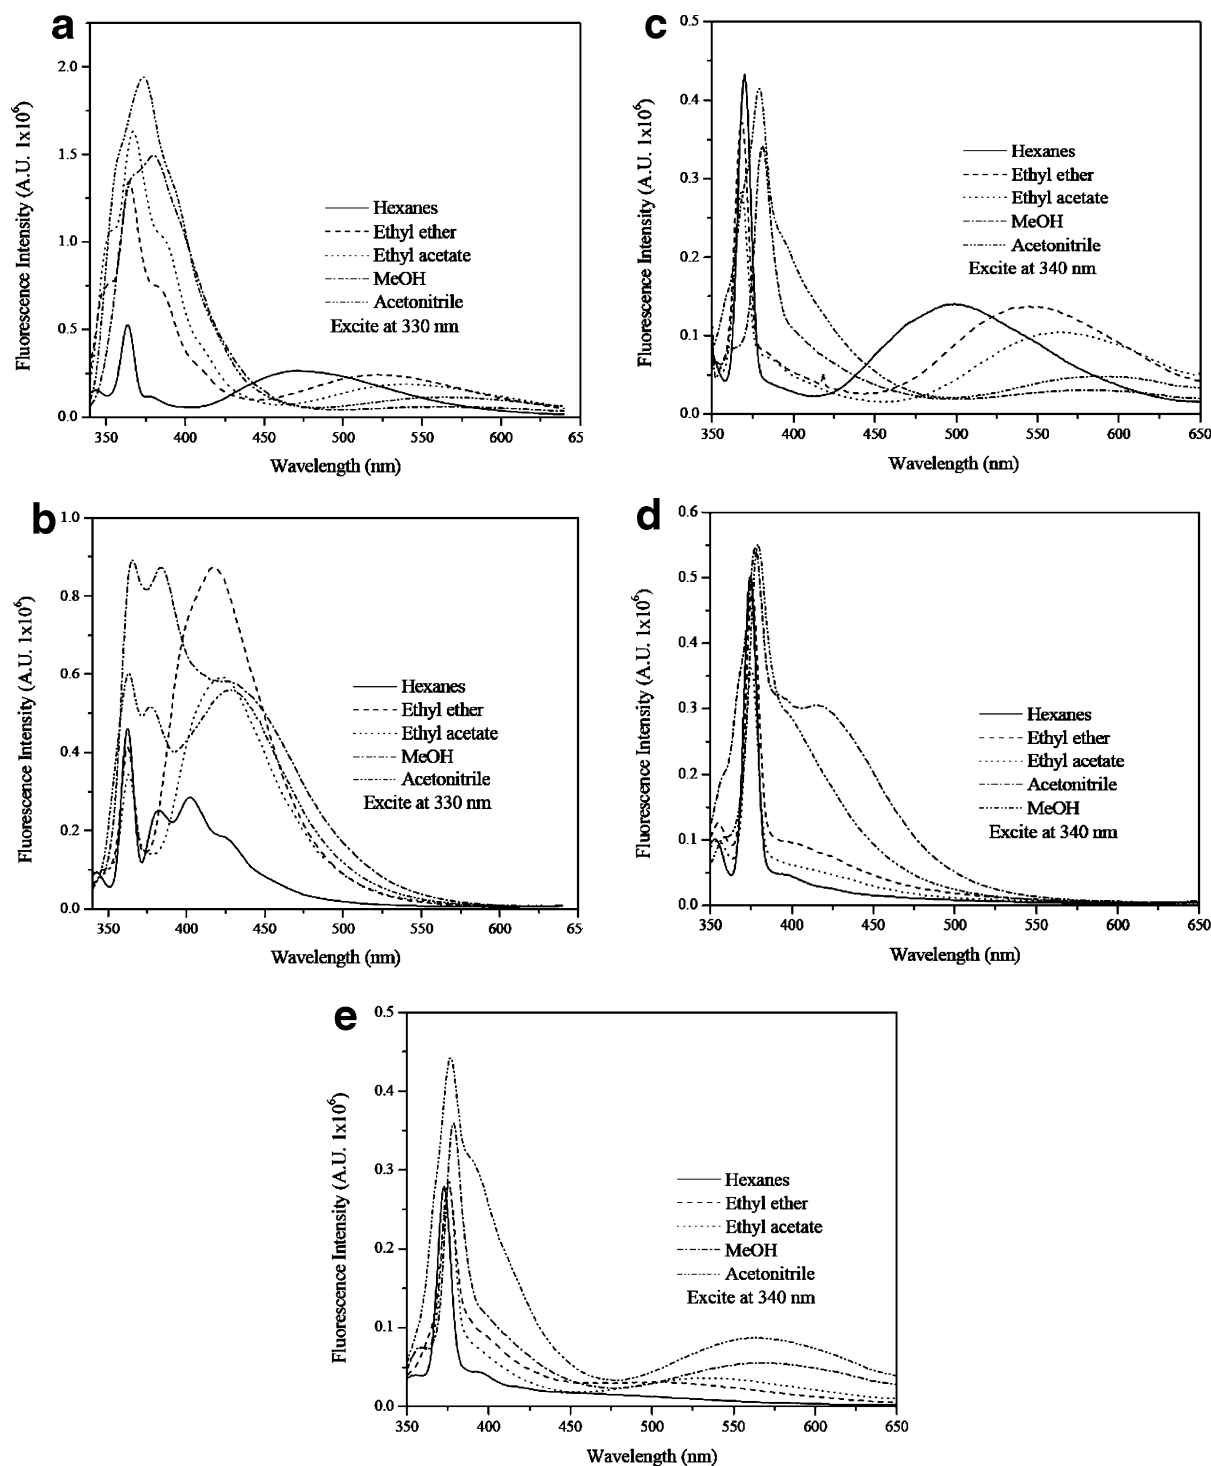 a
Fluorescence Intensity (A.U. 1x10⁶)
2.0
1.5
1.0
0.5
0.0
350 400 450 500 550 600 65
Wavelength (nm)
Hexanes
Ethyl ether
Ethyl acetate
MeOH
Acetonitrile
Excite at 330 nm
c
Fluorescence Intensity (A.U. 1x10⁶)
0.5
0.4
0.3
0.2
0.1
0.0
350 400 450 500 550 600 650
Wavelength (nm)
Hexanes
Ethyl ether
Ethyl acetate
MeOH
Acetonitrile
Excite at 340 nm
b
Fluorescence Intensity (A.U. 1x10⁶)
1.0
0.8
0.6
0.4
0.2
0.0
350 400 450 500 550 600 65
Wavelength (nm)
Hexanes
Ethyl ether
Ethyl acetate
MeOH
Acetonitrile
Excite at 330 nm
d
Fluorescence Intensity (A.U. 1x10⁶)
0.6
0.5
0.4
0.3
0.2
0.1
0.0
350 400 450 500 550 600 650
Wavelength (nm)
Hexanes
Ethyl ether
Ethyl acetate
Acetonitrile
MeOH
Excite at 340 nm
e
Fluorescence Intensity (A.U. 1x10⁶)
0.5
0.4
0.3
0.2
0.1
0.0
350 400 450 500 550 600 650
Wavelength (nm)
Hexanes
Ethyl ether
Ethyl acetate
MeOH
Acetonitrile
Excite at 340 nm